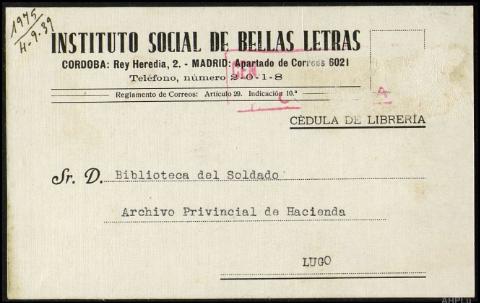 1945
4-9-39
INSTITUTO SOCIAL DE BELLAS LETRAS
CORDOBA: Rey Heredia, 2. - MADRID: Apartado de Correos 6021
Teléfono, número 2-0-1-8
Reglamento de Correos: Artículo 29. Indicación 10.ª
CÉDULA DE LIBRERÍA
Sr. D. Biblioteca del Soldado
Archivo Privincial de Hacienda
LUGO